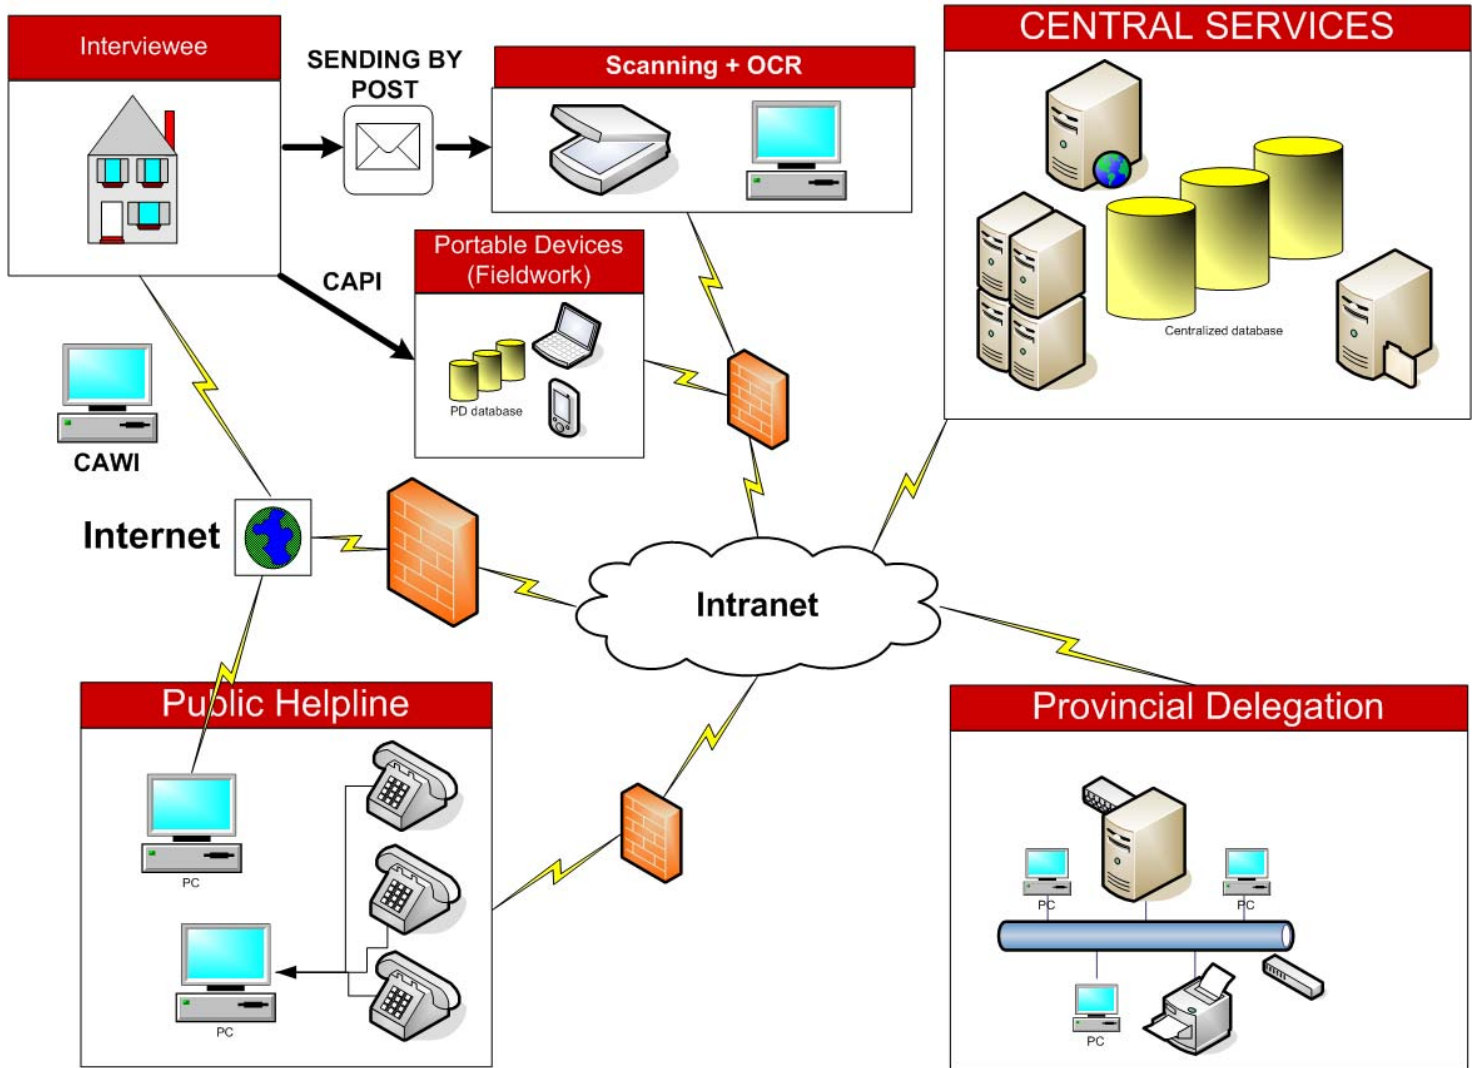 Interviewee
SENDING BY
POST
Scanning + OCR
CENTRAL SERVICES
Centralized database
Portable Devices
(Fieldwork)
CAPI
PD database
CAWI
Internet
Intranet
Public Helpline
PC
PC
Provincial Delegation
PC
PC
PC